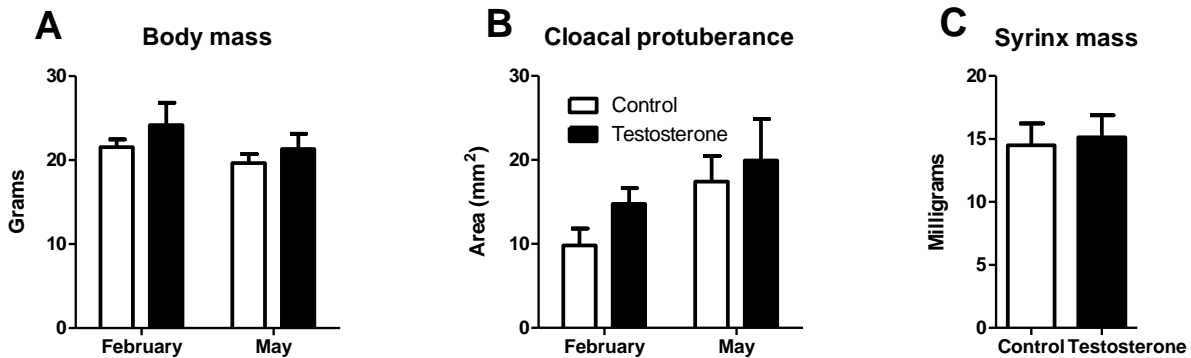 A
Body mass
Grams
30
20
10
0
February May
B
Cloacal protuberance
Area (mm²)
30
20
10
0
Control
Testosterone
February May
C
Syrinx mass
Milligrams
20
15
10
5
0
Control Testosterone